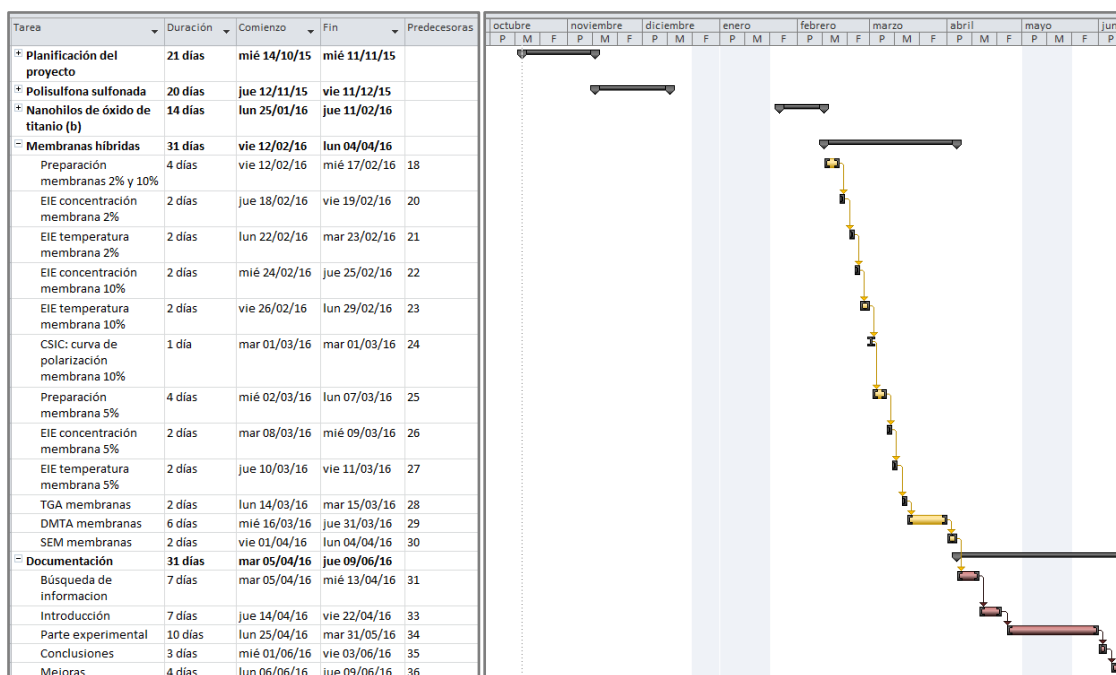 Tarea Duración Comienzo Fin Predecesoras
octubre noviembre diciembre enero febrero marzo abril mayo jun
P M F P M F P M F P M F P M F P M F P M F P M F P
Planificación del 21 días mié 14/10/15 mié 11/11/15
proyecto
Polisulfona sulfonada 20 días jue 12/11/15 vie 11/12/15
Nanohilos de óxido de 14 días lun 25/01/16 jue 11/02/16
titanio (b)
Membranas híbridas 31 días vie 12/02/16 lun 04/04/16
Preparación 4 días vie 12/02/16 mié 17/02/16 18
membranas 2% y 10%
EIE concentración 2 días jue 18/02/16 vie 19/02/16 20
membrana 2%
EIE temperatura 2 días lun 22/02/16 mar 23/02/16 21
membrana 2%
EIE concentración 2 días mié 24/02/16 jue 25/02/16 22
membrana 10%
EIE temperatura 2 días vie 26/02/16 lun 29/02/16 23
membrana 10%
CSIC: curva de 1 día mar 01/03/16 mar 01/03/16 24
polarización
membrana 10%
Preparación 4 días mié 02/03/16 lun 07/03/16 25
membrana 5%
EIE concentración 2 días mar 08/03/16 mié 09/03/16 26
membrana 5%
EIE temperatura 2 días jue 10/03/16 vie 11/03/16 27
membrana 5%
TGA membranas 2 días lun 14/03/16 mar 15/03/16 28
DMTA membranas 6 días mié 16/03/16 jue 31/03/16 29
SEM membranas 2 días vie 01/04/16 lun 04/04/16 30
Documentación 31 días mar 05/04/16 jue 09/06/16
Búsqueda de 7 días mar 05/04/16 mié 13/04/16 31
informacion
Introducción 7 días jue 14/04/16 vie 22/04/16 33
Parte experimental 10 días lun 25/04/16 mar 31/05/16 34
Conclusiones 3 días mié 01/06/16 vie 03/06/16 35
Mejoras 4 días lun 06/06/16 jue 09/06/16 36